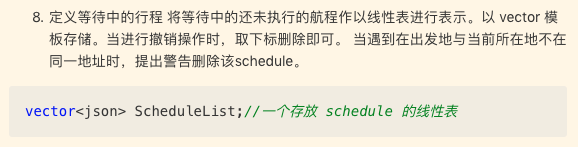 8. 定义等待中的行程 将等待中的还未执行的航程作以线性表进行表示。以 vector 模
板存储。当进行撤销操作时，取下标删除即可。 当遇到在出发地与当前所在地不在
同一地址时，提出警告删除该schedule。
vector<json> ScheduleList;//一个存放 schedule 的线性表